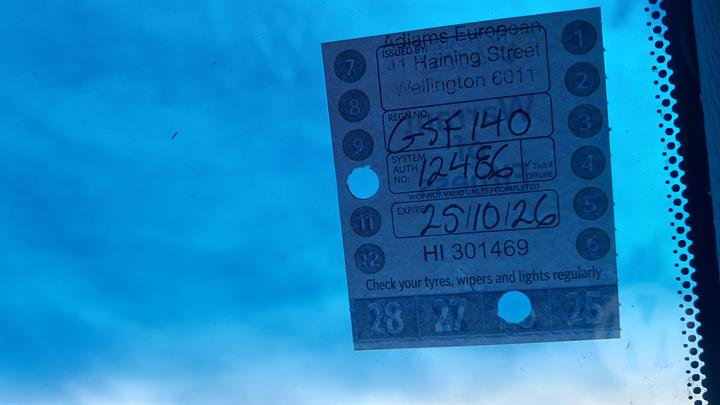 Adlams European
ISSUED BY:
41 Haining Street
Wellington 6011
REGN NO:
GSF140
SYSTEM AUTH NO:
12486
✓ Tick if OFFLINE
WOF NOT VALID UNLESS COMPLETED
EXPIRES
25/10/26
HI 301469
Check your tyres, wipers and lights regularly
7
8
9
11
12
1
2
3
4
5
6
28 27 25